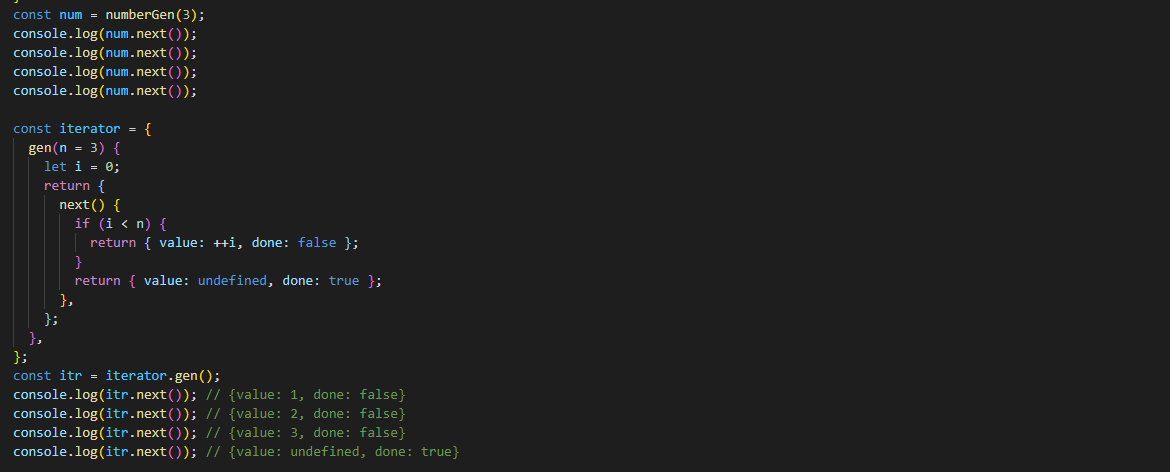 }
const num = numberGen(3);
console.log(num.next());
console.log(num.next());
console.log(num.next());
console.log(num.next());

const iterator = {
  gen(n = 3) {
    let i = 0;
    return {
      next() {
        if (i < n) {
          return { value: ++i, done: false };
        }
        return { value: undefined, done: true };
      },
    };
  },
};
const itr = iterator.gen();
console.log(itr.next()); // {value: 1, done: false}
console.log(itr.next()); // {value: 2, done: false}
console.log(itr.next()); // {value: 3, done: false}
console.log(itr.next()); // {value: undefined, done: true}